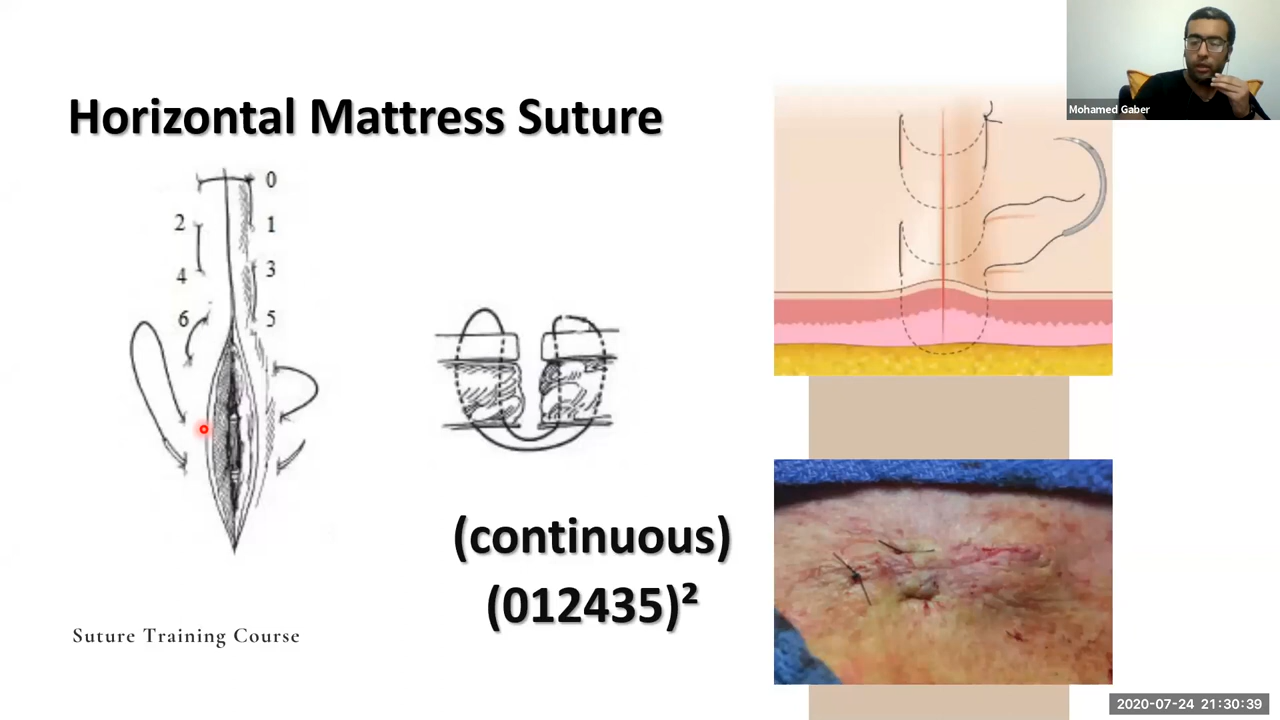 Horizontal Mattress Suture
0
2
1
3
4
6
5
(continuous)
(012435)²
Suture Training Course
Mohamed Gaber
2020-07-24 21:30:39